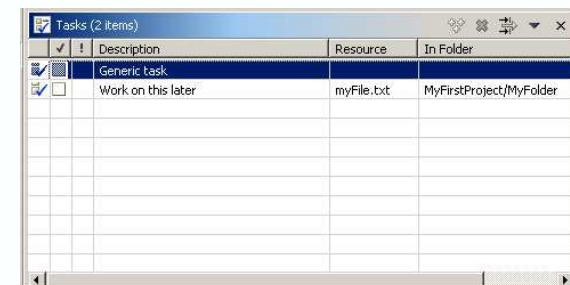 Tasks (2 items)
! Description Resource In Folder
Generic task
Work on this later myFile.txt MyFirstProject/MyFolder